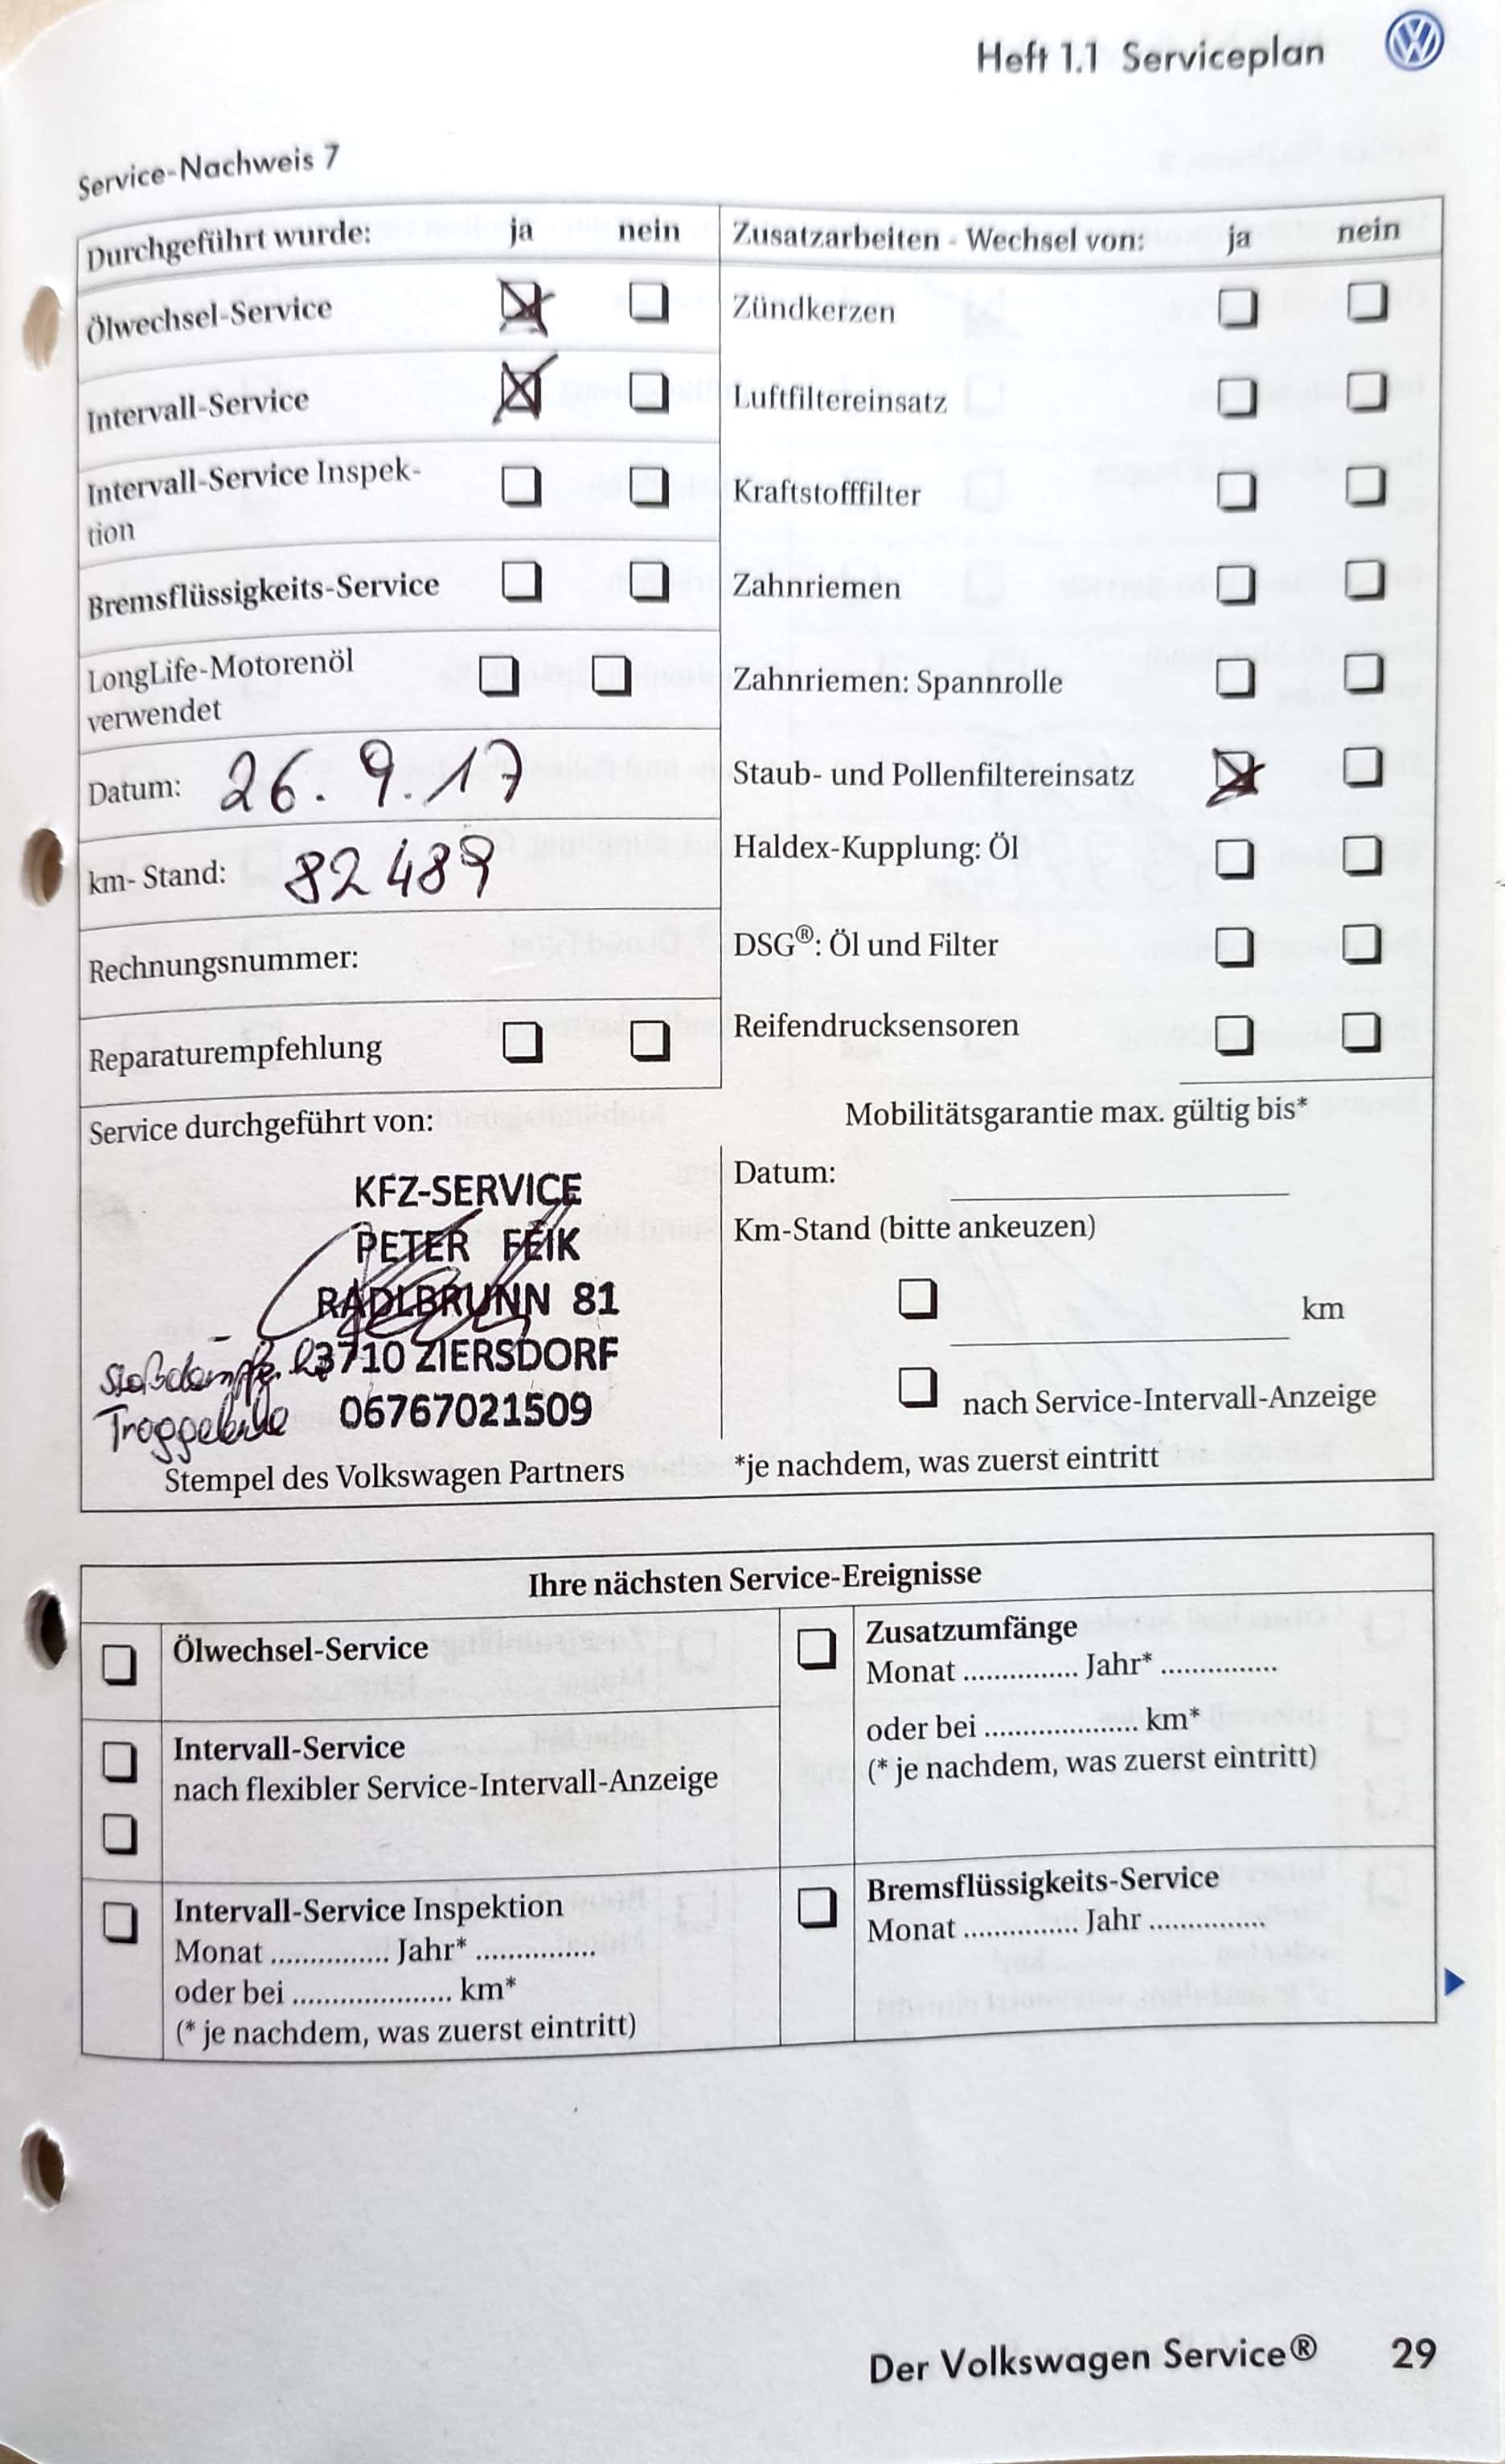 Heft 1.1 Serviceplan
Service-Nachweis 7
Durchgeführt wurde: ja nein
Ölwechsel-Service
Intervall-Service
Intervall-Service Inspek-
tion
Bremsflüssigkeits-Service
LongLife-Motorenöl
verwendet
Datum: 26.9.17
km- Stand: 82489
Rechnungsnummer:
Reparaturempfehlung
Zusatzarbeiten - Wechsel von: ja nein
Zündkerzen
Luftfiltereinsatz
Kraftstofffilter
Zahnriemen
Zahnriemen: Spannrolle
Staub- und Pollenfiltereinsatz
Haldex-Kupplung: Öl
DSG®: Öl und Filter
Reifendrucksensoren
Service durchgeführt von:
KFZ-SERVICE
PETER FEIK
RADLBRUNN 81
3710 ZIERSDORF
06767021509
Stempel des Volkswagen Partners
Mobilitätsgarantie max. gültig bis*
Datum:
Km-Stand (bitte ankeuzen)
km
nach Service-Intervall-Anzeige
*je nachdem, was zuerst eintritt
Ihre nächsten Service-Ereignisse
Ölwechsel-Service
Intervall-Service
nach flexibler Service-Intervall-Anzeige
Intervall-Service Inspektion
Monat ............... Jahr* ...............
oder bei .................... km*
(* je nachdem, was zuerst eintritt)
Zusatzumfänge
Monat ............... Jahr* ...............
oder bei .................... km*
(* je nachdem, was zuerst eintritt)
Bremsflüssigkeits-Service
Monat ............... Jahr ...............
Der Volkswagen Service® 29